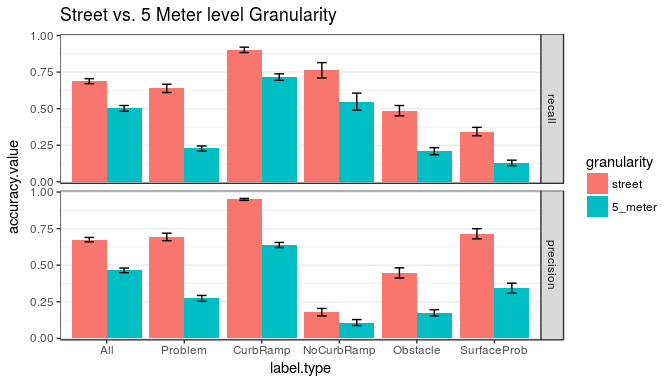 Street vs. 5 Meter level Granularity
1.00
0.75
0.50
0.25
0.00
recall
1.00
0.75
0.50
0.25
0.00
precision
accuracy.value
All Problem CurbRamp NoCurbRamp Obstacle SurfaceProb
label.type
granularity
street
5_meter